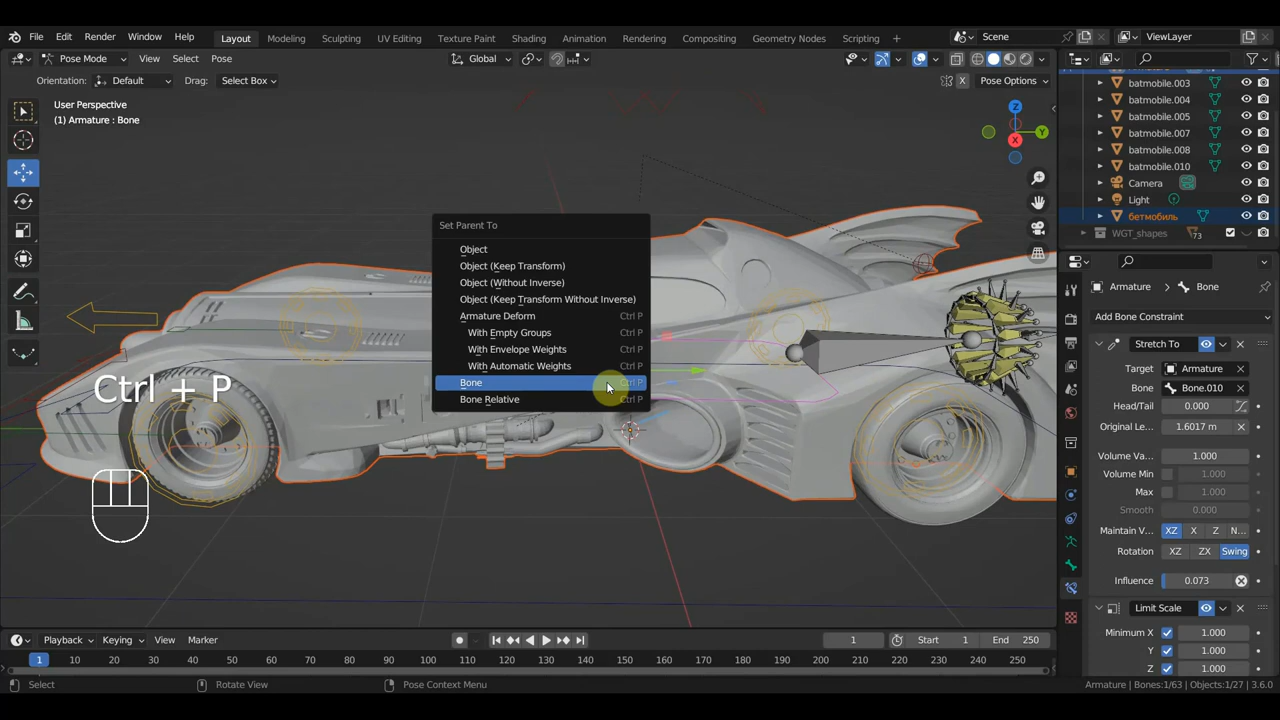 File Edit Render Window Help Layout Modeling Sculpting UV Editing Texture Paint Shading Animation Rendering Compositing Geometry Nodes Scripting + Scene ViewLayer
Pose Mode View Select Pose Global
Orientation: Default Drag: Select Box X Pose Options
User Perspective
(1) Armature : Bone
Z
Y
X
batmobile.003
batmobile.004
batmobile.005
batmobile.007
batmobile.008
batmobile.010
Camera
Light
бетмобиль
WGT_shapes 73
Set Parent To
Object
Object (Keep Transform)
Object (Without Inverse)
Object (Keep Transform Without Inverse)
Armature Deform Ctrl P
With Empty Groups Ctrl P
With Envelope Weights Ctrl P
With Automatic Weights Ctrl P
Bone Ctrl P
Bone Relative Ctrl P
Ctrl + P
Armature > Bone
Add Bone Constraint
Stretch To
Target Armature
Bone Bone.010
Head/Tail 0.000
Original Le... 1.6017 m
Volume Va... 1.000
Volume Min 1.000
Max 1.000
Smooth 0.000
Maintain V... XZ X Z N...
Rotation XZ ZX Swing
Influence 0.073
Limit Scale
Minimum X 1.000
Y 1.000
Z 1.000
Playback Keying View Marker 1 Start 1 End 250
1 10 20 30 40 50 60 70 80 90 100 110 120 130 140 150 160 170 180 190 200 210 220 230 240 250
Select Rotate View Pose Context Menu Armature | Bones:1/63 | Objects:1/27 | 3.6.0